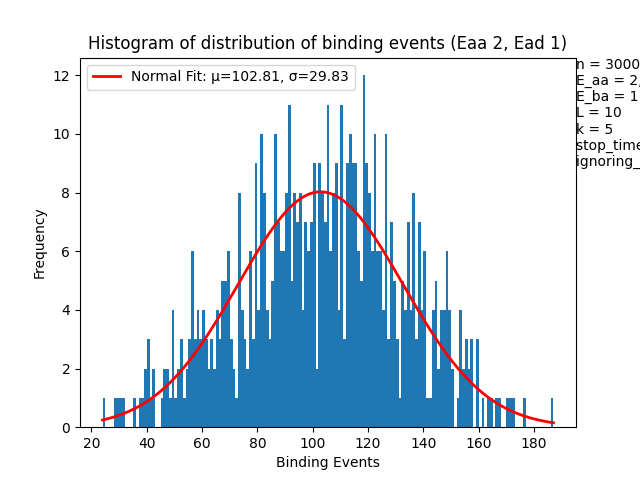 Histogram of distribution of binding events (Eaa 2, Ead 1)
Normal Fit: μ=102.81, σ=29.83
n = 3000
E_aa = 2,
E_ba = 1
L = 10
k = 5
stop_time
ignoring_
12
10
8
6
4
2
0
Frequency
20 40 60 80 100 120 140 160 180
Binding Events